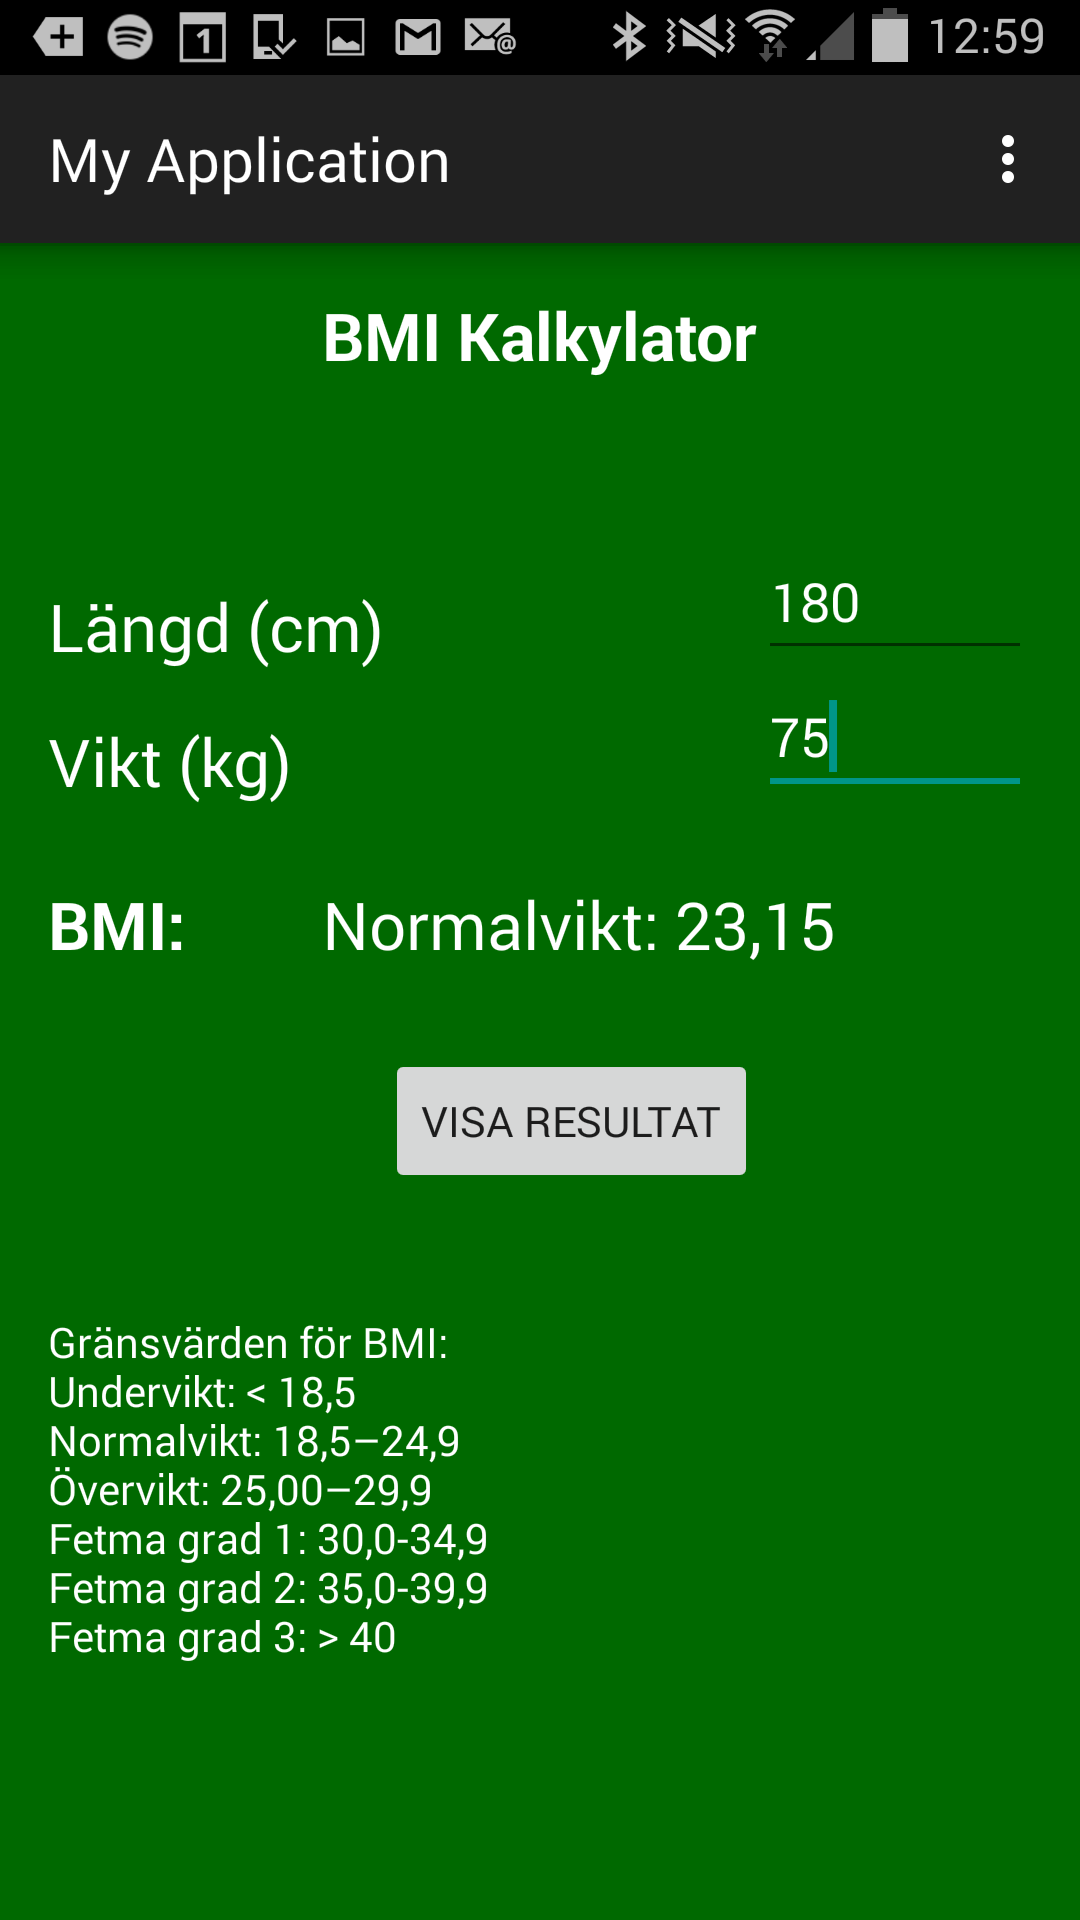 1 12:59
My Application
BMI Kalkylator
Längd (cm) 180
Vikt (kg) 75
BMI: Normalvikt: 23,15
VISA RESULTAT
Gränsvärden för BMI:
Undervikt: < 18,5
Normalvikt: 18,5–24,9
Övervikt: 25,00–29,9
Fetma grad 1: 30,0-34,9
Fetma grad 2: 35,0-39,9
Fetma grad 3: > 40